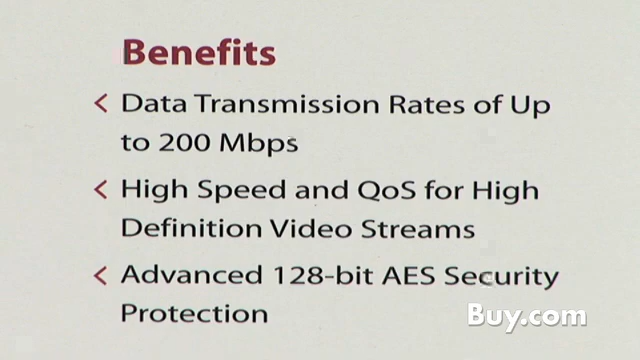 Benefits
< Data Transmission Rates of Up
to 200 Mbps
< High Speed and QoS for High
Definition Video Streams
< Advanced 128-bit AES Security
Protection
Buy.com